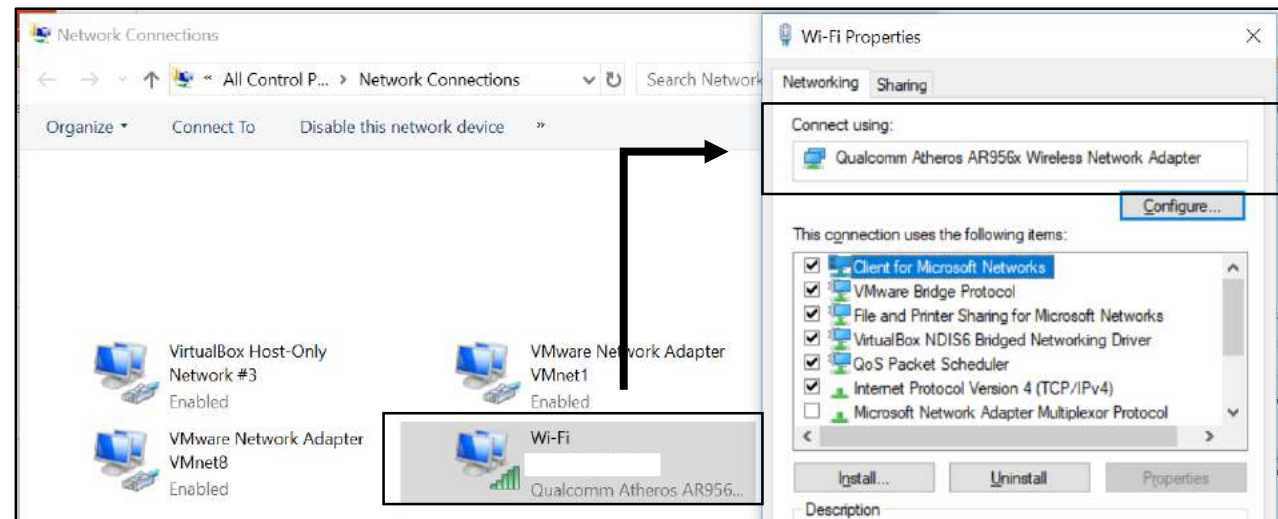 Network Connections
« All Control P... > Network Connections
Search Network
Organize
Connect To
Disable this network device
»
VirtualBox Host-Only
Network #3
Enabled
VMware Network Adapter
VMnet1
Enabled
VMware Network Adapter
VMnet8
Enabled
Wi-Fi
Qualcomm Atheros AR956...
Wi-Fi Properties
Networking
Sharing
Connect using:
Qualcomm Atheros AR956x Wireless Network Adapter
Configure...
This connection uses the following items:
Client for Microsoft Networks
VMware Bridge Protocol
File and Printer Sharing for Microsoft Networks
VirtualBox NDIS6 Bridged Networking Driver
QoS Packet Scheduler
Internet Protocol Version 4 (TCP/IPv4)
Microsoft Network Adapter Multiplexor Protocol
Install...
Uninstall
Properties
Description